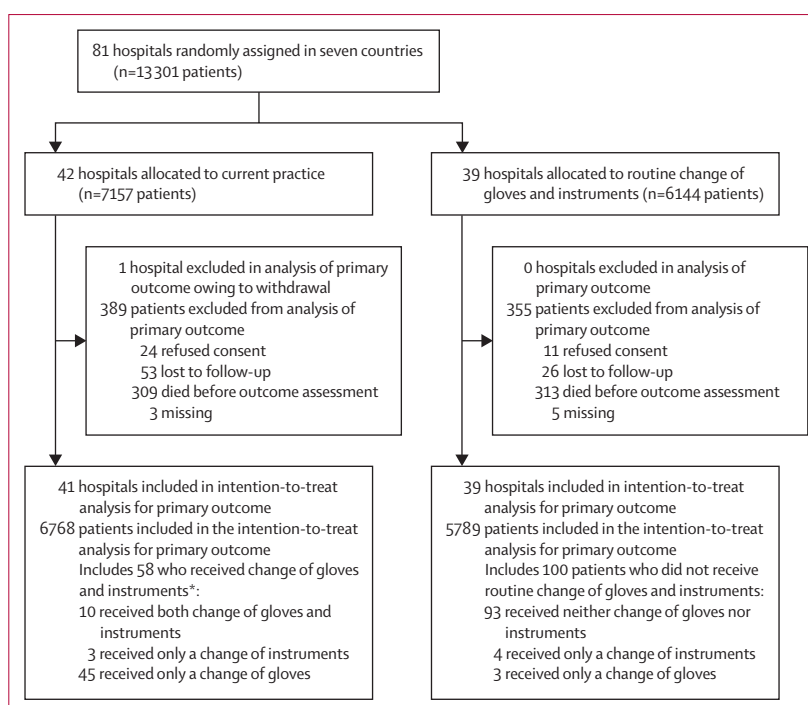 81 hospitals randomly assigned in seven countries
(n=13 301 patients)
42 hospitals allocated to current practice
(n=7157 patients)
39 hospitals allocated to routine change of
gloves and instruments (n=6144 patients)
1 hospital excluded in analysis of primary
outcome owing to withdrawal
389 patients excluded from analysis of
primary outcome
24 refused consent
53 lost to follow-up
309 died before outcome assessment
3 missing
0 hospitals excluded in analysis of
primary outcome
355 patients excluded from analysis of
primary outcome
11 refused consent
26 lost to follow-up
313 died before outcome assessment
5 missing
41 hospitals included in intention-to-treat
analysis for primary outcome
6768 patients included in the intention-to-treat
analysis for primary outcome
Includes 58 who received change of gloves
and instruments*:
10 received both change of gloves and
instruments
3 received only a change of instruments
45 received only a change of gloves
39 hospitals included in intention-to-treat
analysis for primary outcome
5789 patients included in the intention-to-treat
analysis for primary outcome
Includes 100 patients who did not receive
routine change of gloves and instruments:
93 received neither change of gloves nor
instruments
4 received only a change of instruments
3 received only a change of gloves